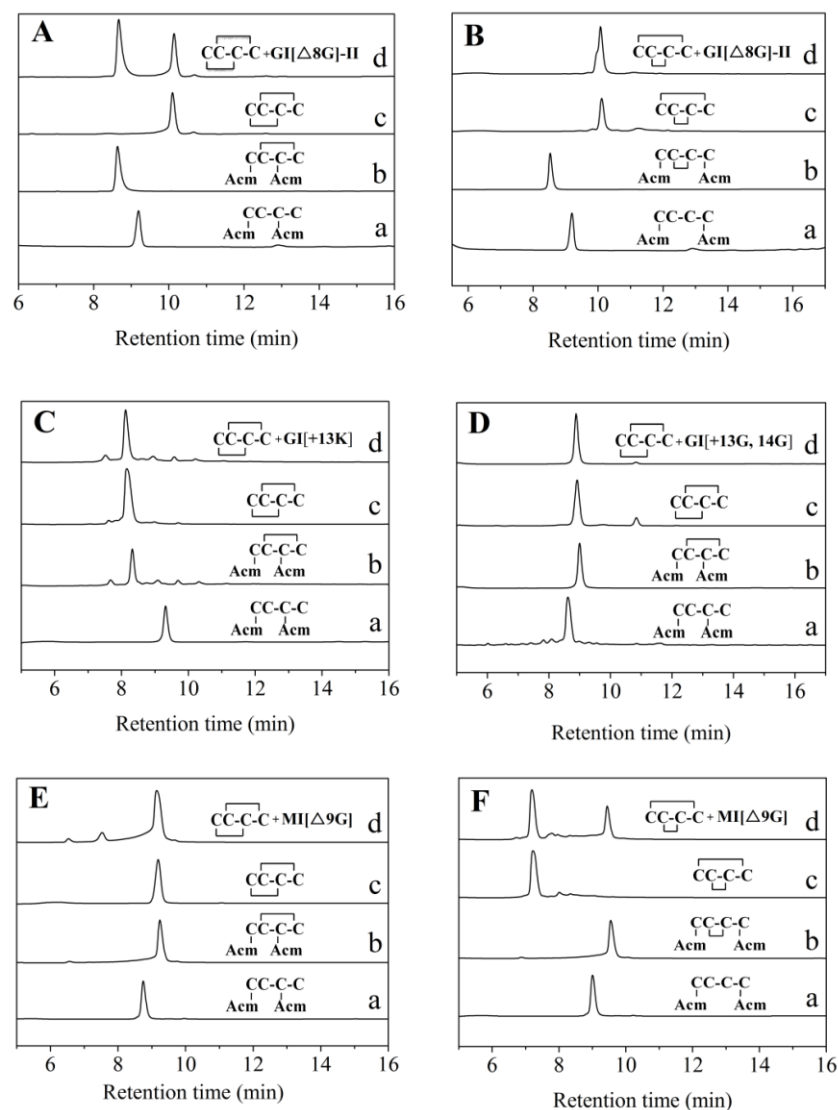 A
CC-C-C+GI[△8G]-II d
CC-C-C c
CC-C-C b
Acm Acm
CC-C-C a
Acm Acm
6 8 10 12 14 16
Retention time (min)
B
CC-C-C+GI[△8G]-II d
CC-C-C c
CC-C-C b
Acm Acm
CC-C-C a
Acm Acm
6 8 10 12 14 16
Retention time (min)
C
CC-C-C+GI[+13K] d
CC-C-C c
CC-C-C b
Acm Acm
CC-C-C a
Acm Acm
6 8 10 12 14 16
Retention time (min)
D
CC-C-C+GI[+13G, 14G] d
CC-C-C c
CC-C-C b
Acm Acm
CC-C-C a
Acm Acm
6 8 10 12 14 16
Retention time (min)
E
CC-C-C+MI[△9G] d
CC-C-C c
CC-C-C b
Acm Acm
CC-C-C a
Acm Acm
6 8 10 12 14 16
Retention time (min)
F
CC-C-C+MI[△9G] d
CC-C-C c
CC-C-C b
Acm Acm
CC-C-C a
Acm Acm
6 8 10 12 14 16
Retention time (min)